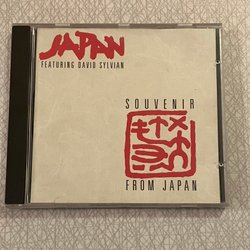 JAPAN
FEATURING DAVID SYLVIAN
SOUVENIR
FROM JAPAN